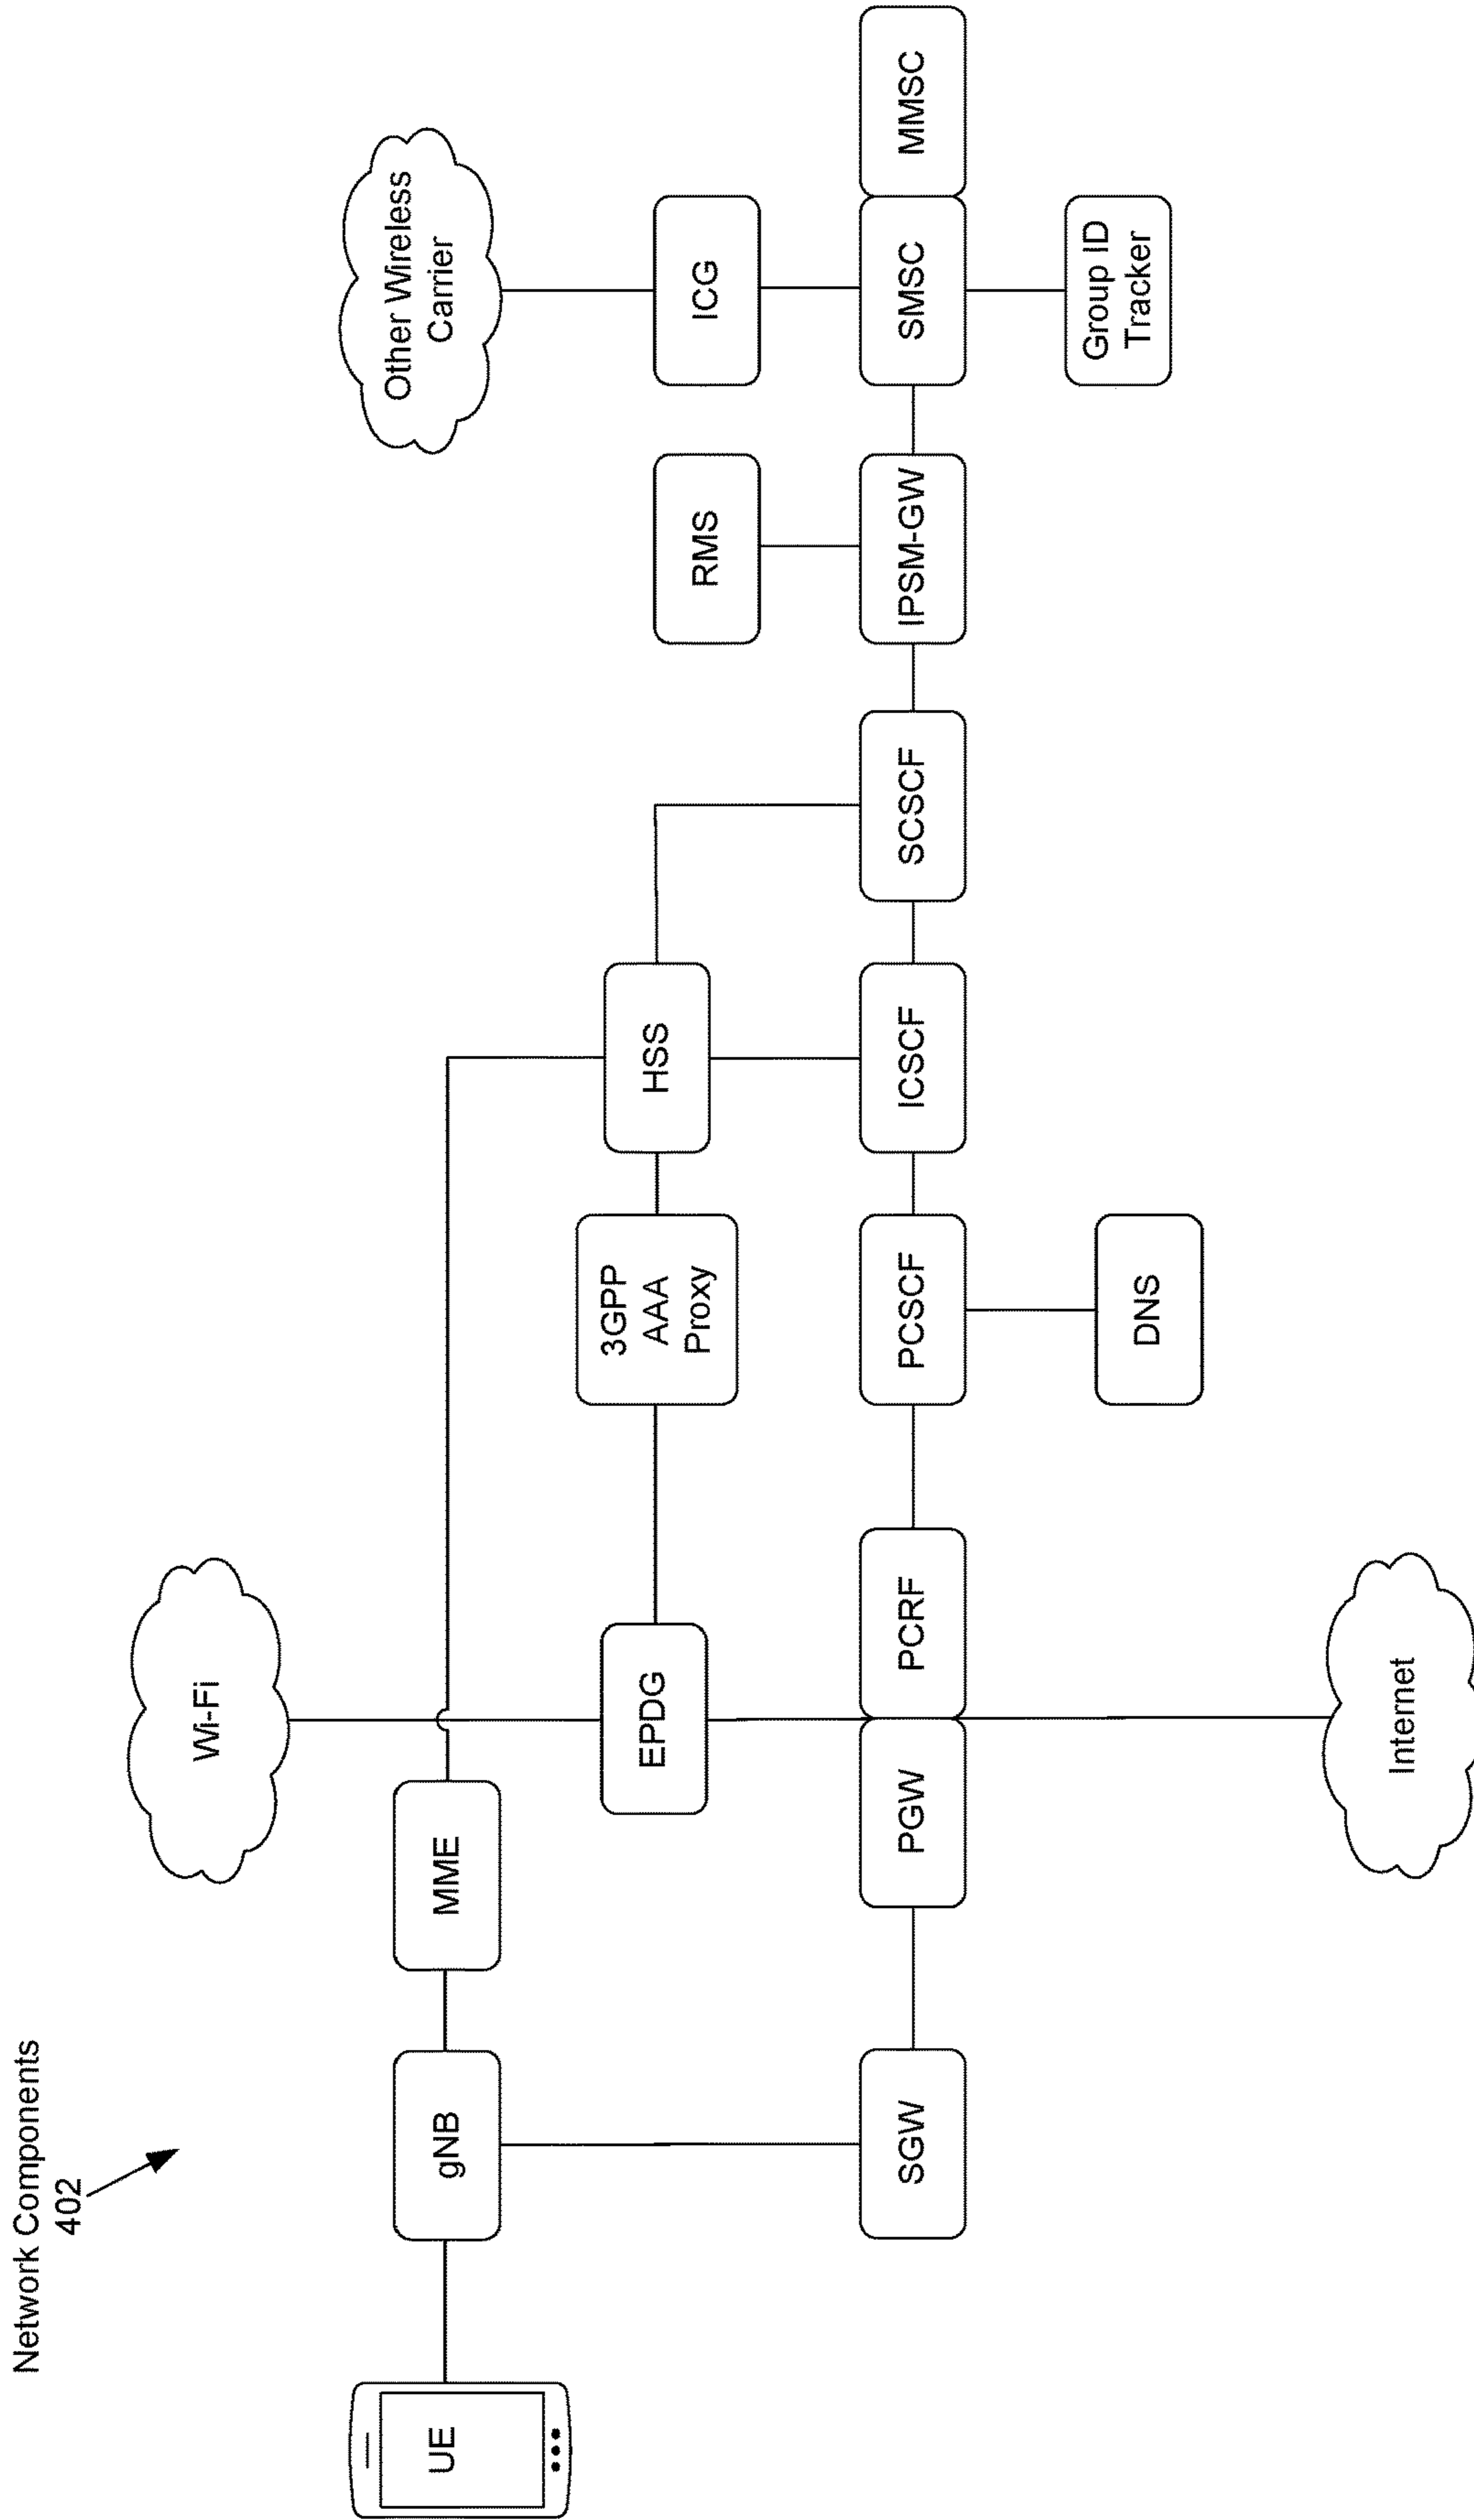 Network Components
402
Wi-Fi
Other Wireless
Carrier
UE
gNB
MME
EPDG
3GPP
AAA
Proxy
HSS
RMS
ICG
SGW
PGW
PCRF
PCSCF
ICSCF
SCSCF
IPSM-GW
SMSC
MMSC
Internet
DNS
Group ID
Tracker